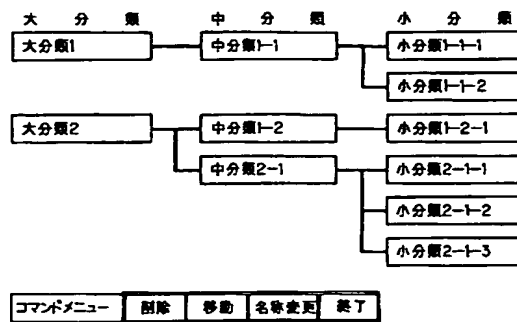 大分類 中分類 小分類
大分類1 中分類1-1 小分類1-1-1
小分類1-1-2
大分類2 中分類1-2 小分類1-2-1
中分類2-1 小分類2-1-1
小分類2-1-2
小分類2-1-3
コマンドメニュー 削除 移動 名称変更 終了